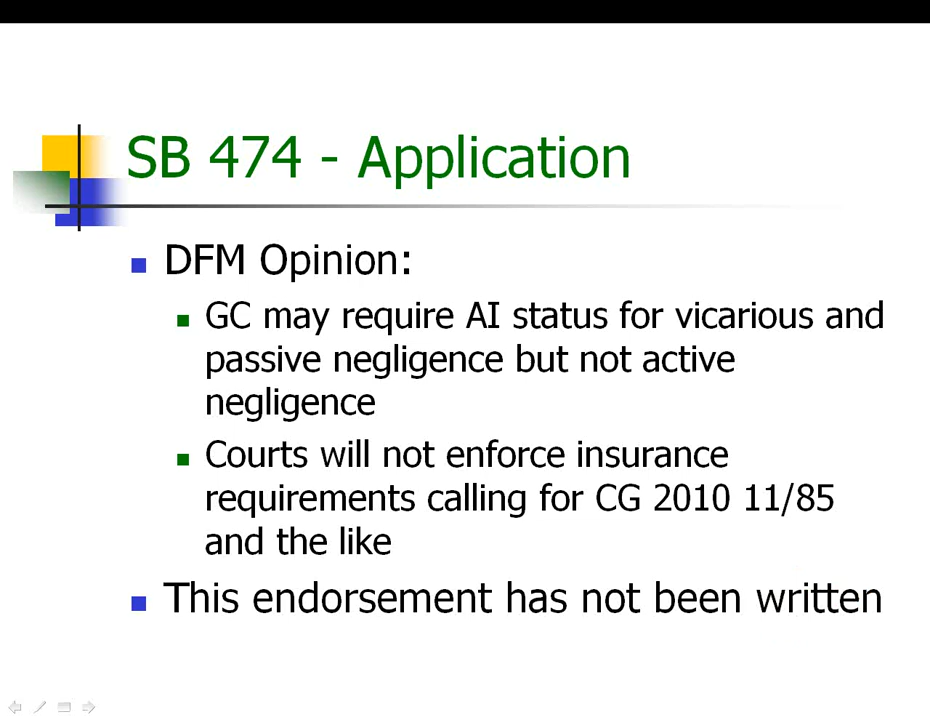 SB 474 - Application
DFM Opinion:
GC may require AI status for vicarious and
passive negligence but not active
negligence
Courts will not enforce insurance
requirements calling for CG 2010 11/85
and the like
This endorsement has not been written